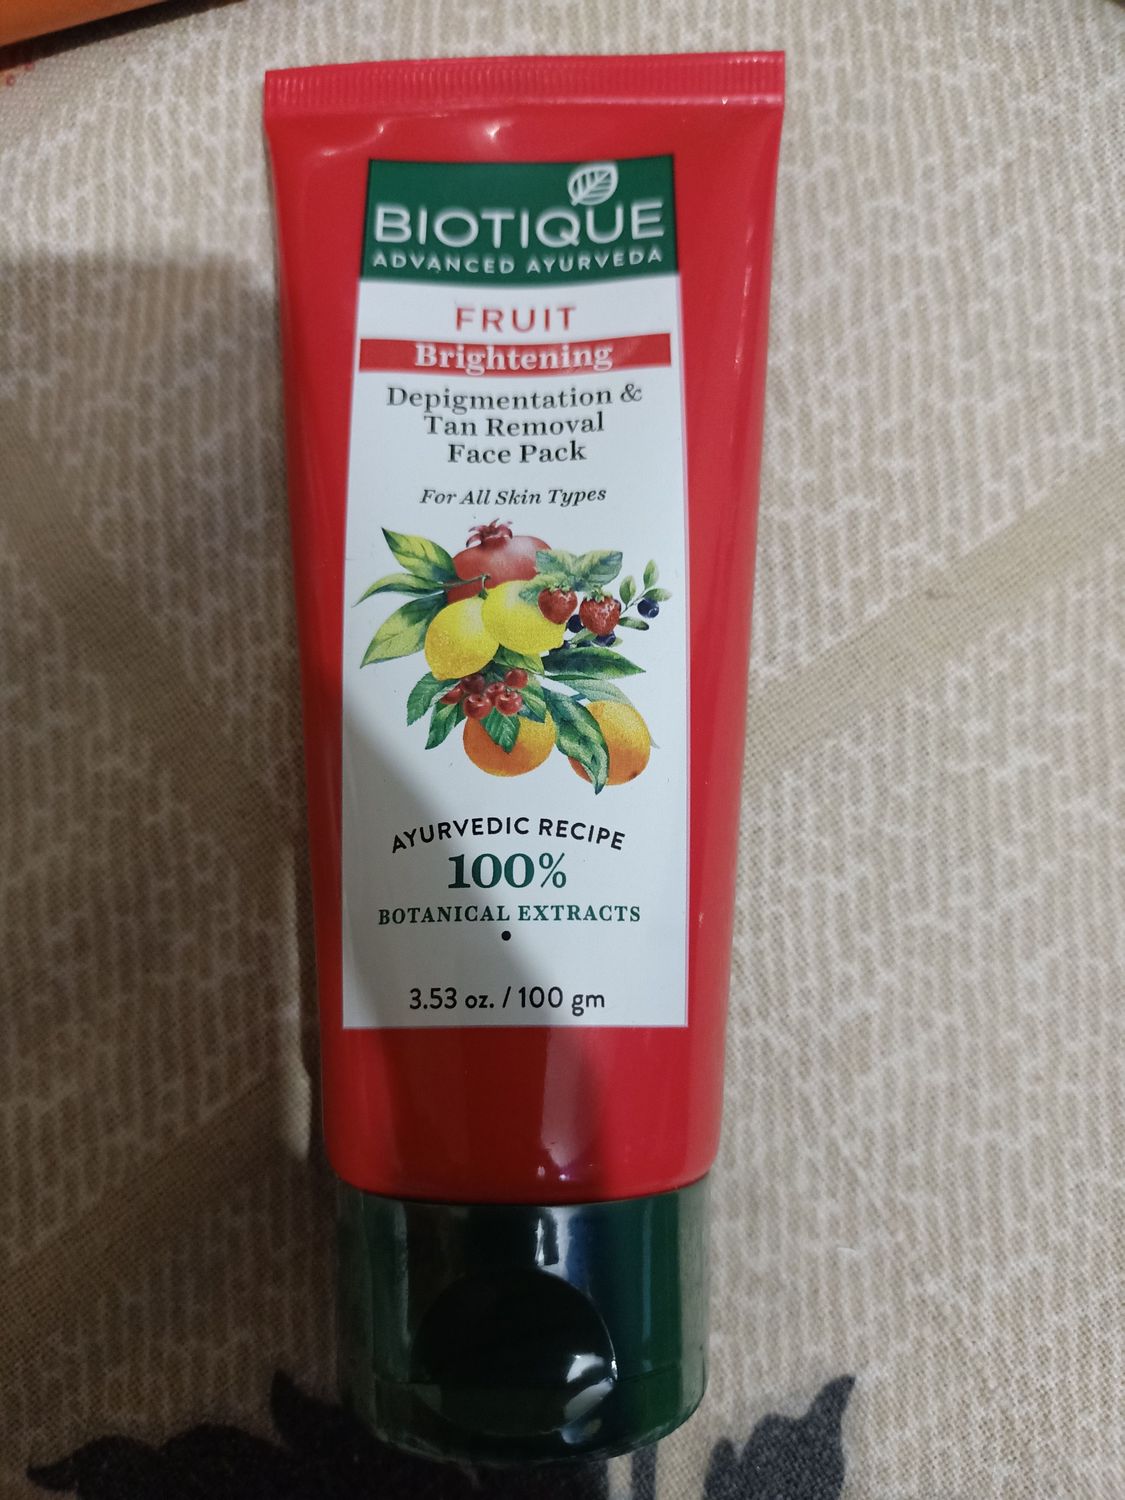 BIOTIQUE
ADVANCED AYURVEDA
FRUIT
Brightening
Depigmentation &
Tan Removal
Face Pack
For All Skin Types
AYURVEDIC RECIPE
100%
BOTANICAL EXTRACTS
3.53 oz. / 100 gm